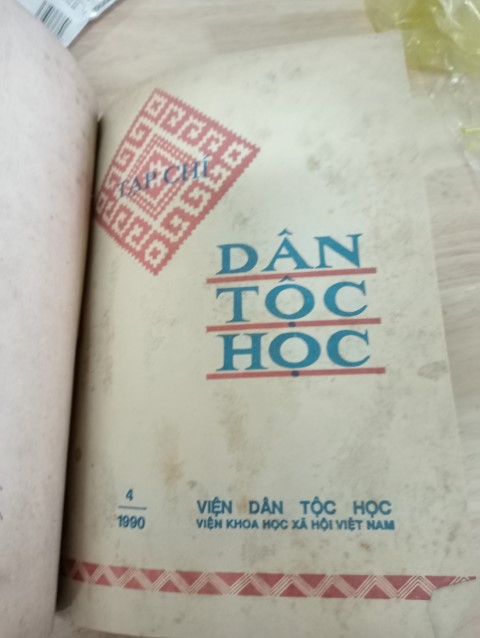 TẠP CHÍ
DÂN
TỘC
HỌC
4
1990
VIỆN DÂN TỘC HỌC
VIỆN KHOA HỌC XÃ HỘI VIỆT NAM